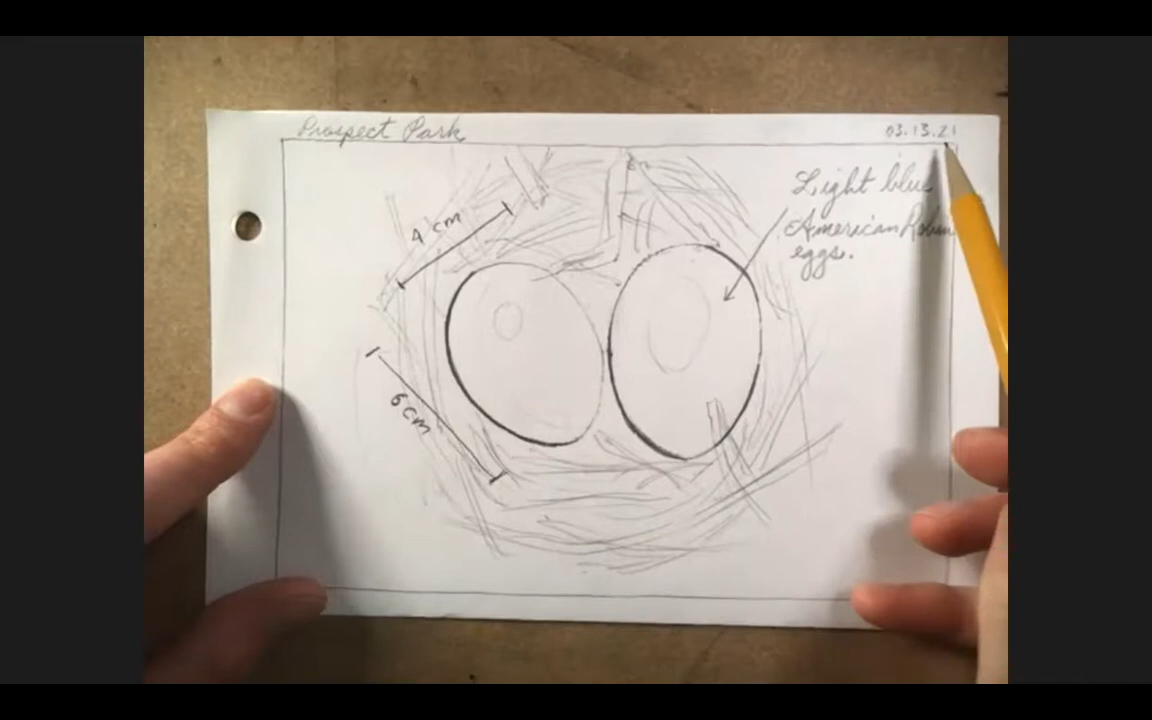 Prospect Park
03.13.21
Light blue
American Robin
eggs.
4 cm
6 cm